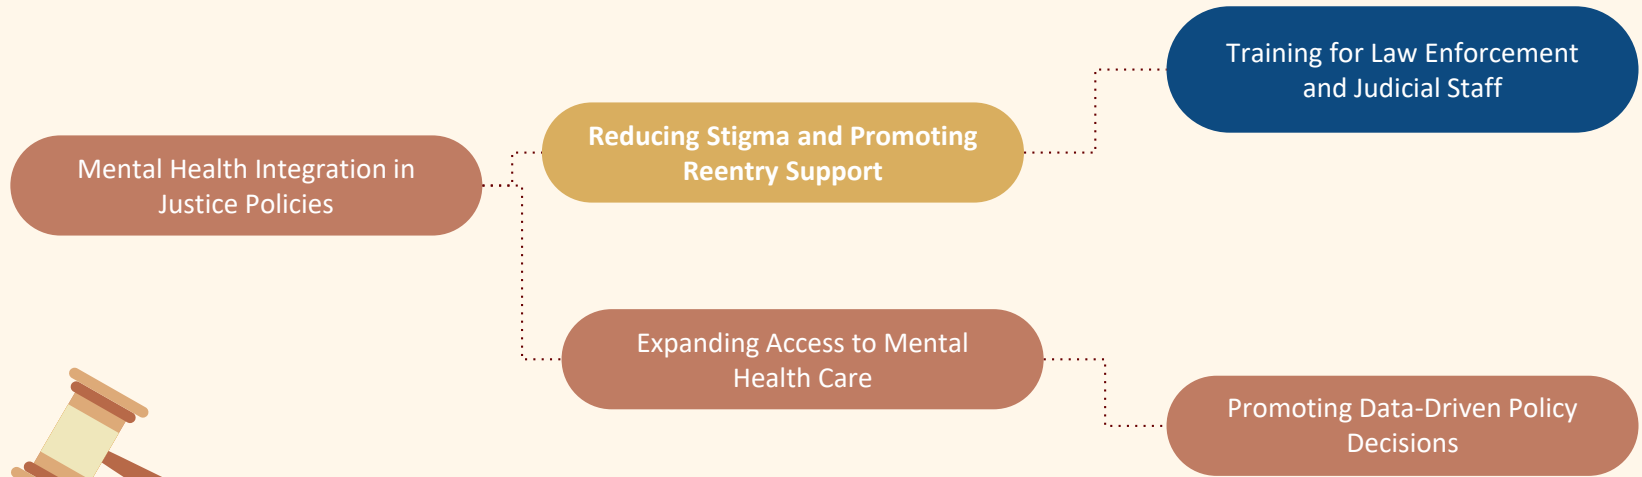 Training for Law Enforcement
and Judicial Staff
Reducing Stigma and Promoting
Reentry Support
Mental Health Integration in
Justice Policies
Expanding Access to Mental
Health Care
Promoting Data-Driven Policy
Decisions